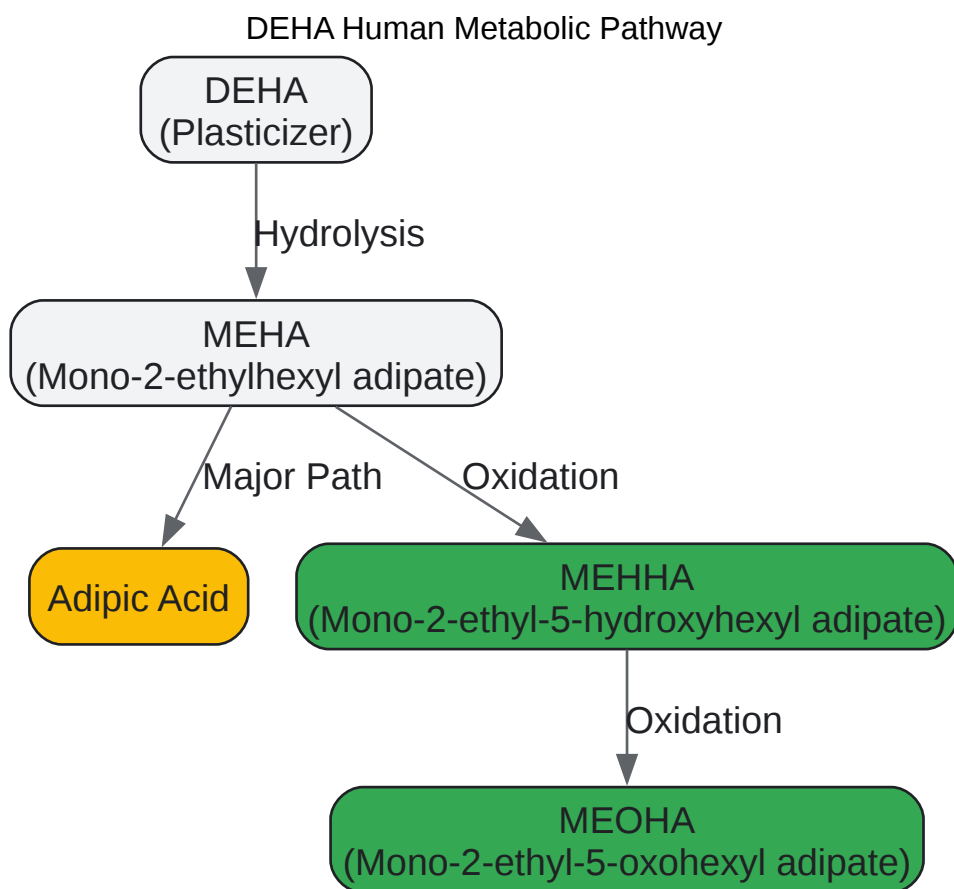 DEHA Human Metabolic Pathway
DEHA
(Plasticizer)
Hydrolysis
MEHA
(Mono-2-ethylhexyl adipate)
Major Path
Oxidation
Adipic Acid
MEHHA
(Mono-2-ethyl-5-hydroxyhexyl adipate)
Oxidation
MEOHA
(Mono-2-ethyl-5-oxohexyl adipate)